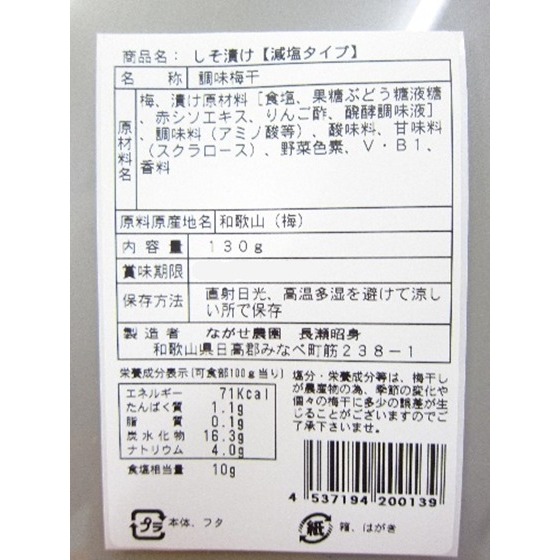 商品名: しそ漬け【減塩タイプ】
名称 調味梅干
原材料名 梅、漬け原材料［食塩、果糖ぶどう糖液糖
、赤シソエキス、りんご酢、醗酵調味液］
、調味料（アミノ酸等）、酸味料、甘味料
（スクラロース）、野菜色素、V・B1、
香料
原料原産地名 和歌山（梅）
内容量 130g
賞味期限
保存方法 直射日光、高温多湿を避けて涼し
い所で保存
製造者 ながせ農園 長瀬昭身
和歌山県日高郡みなべ町筋238-1
栄養成分表示(可食部100g当り)
エネルギー 71Kcal
たんぱく質 1.1g
脂質 0.1g
炭水化物 16.3g
ナトリウム 4.0g
食塩相当量 10g
塩分・栄養成分等は、梅干し
が農産物の為、季節の変化や
個々の梅干に多少の誤差が生
じることがございますのでご
了承下さいませ。
4 537194 200139
プラ 本体、フタ
紙 箱、はがき